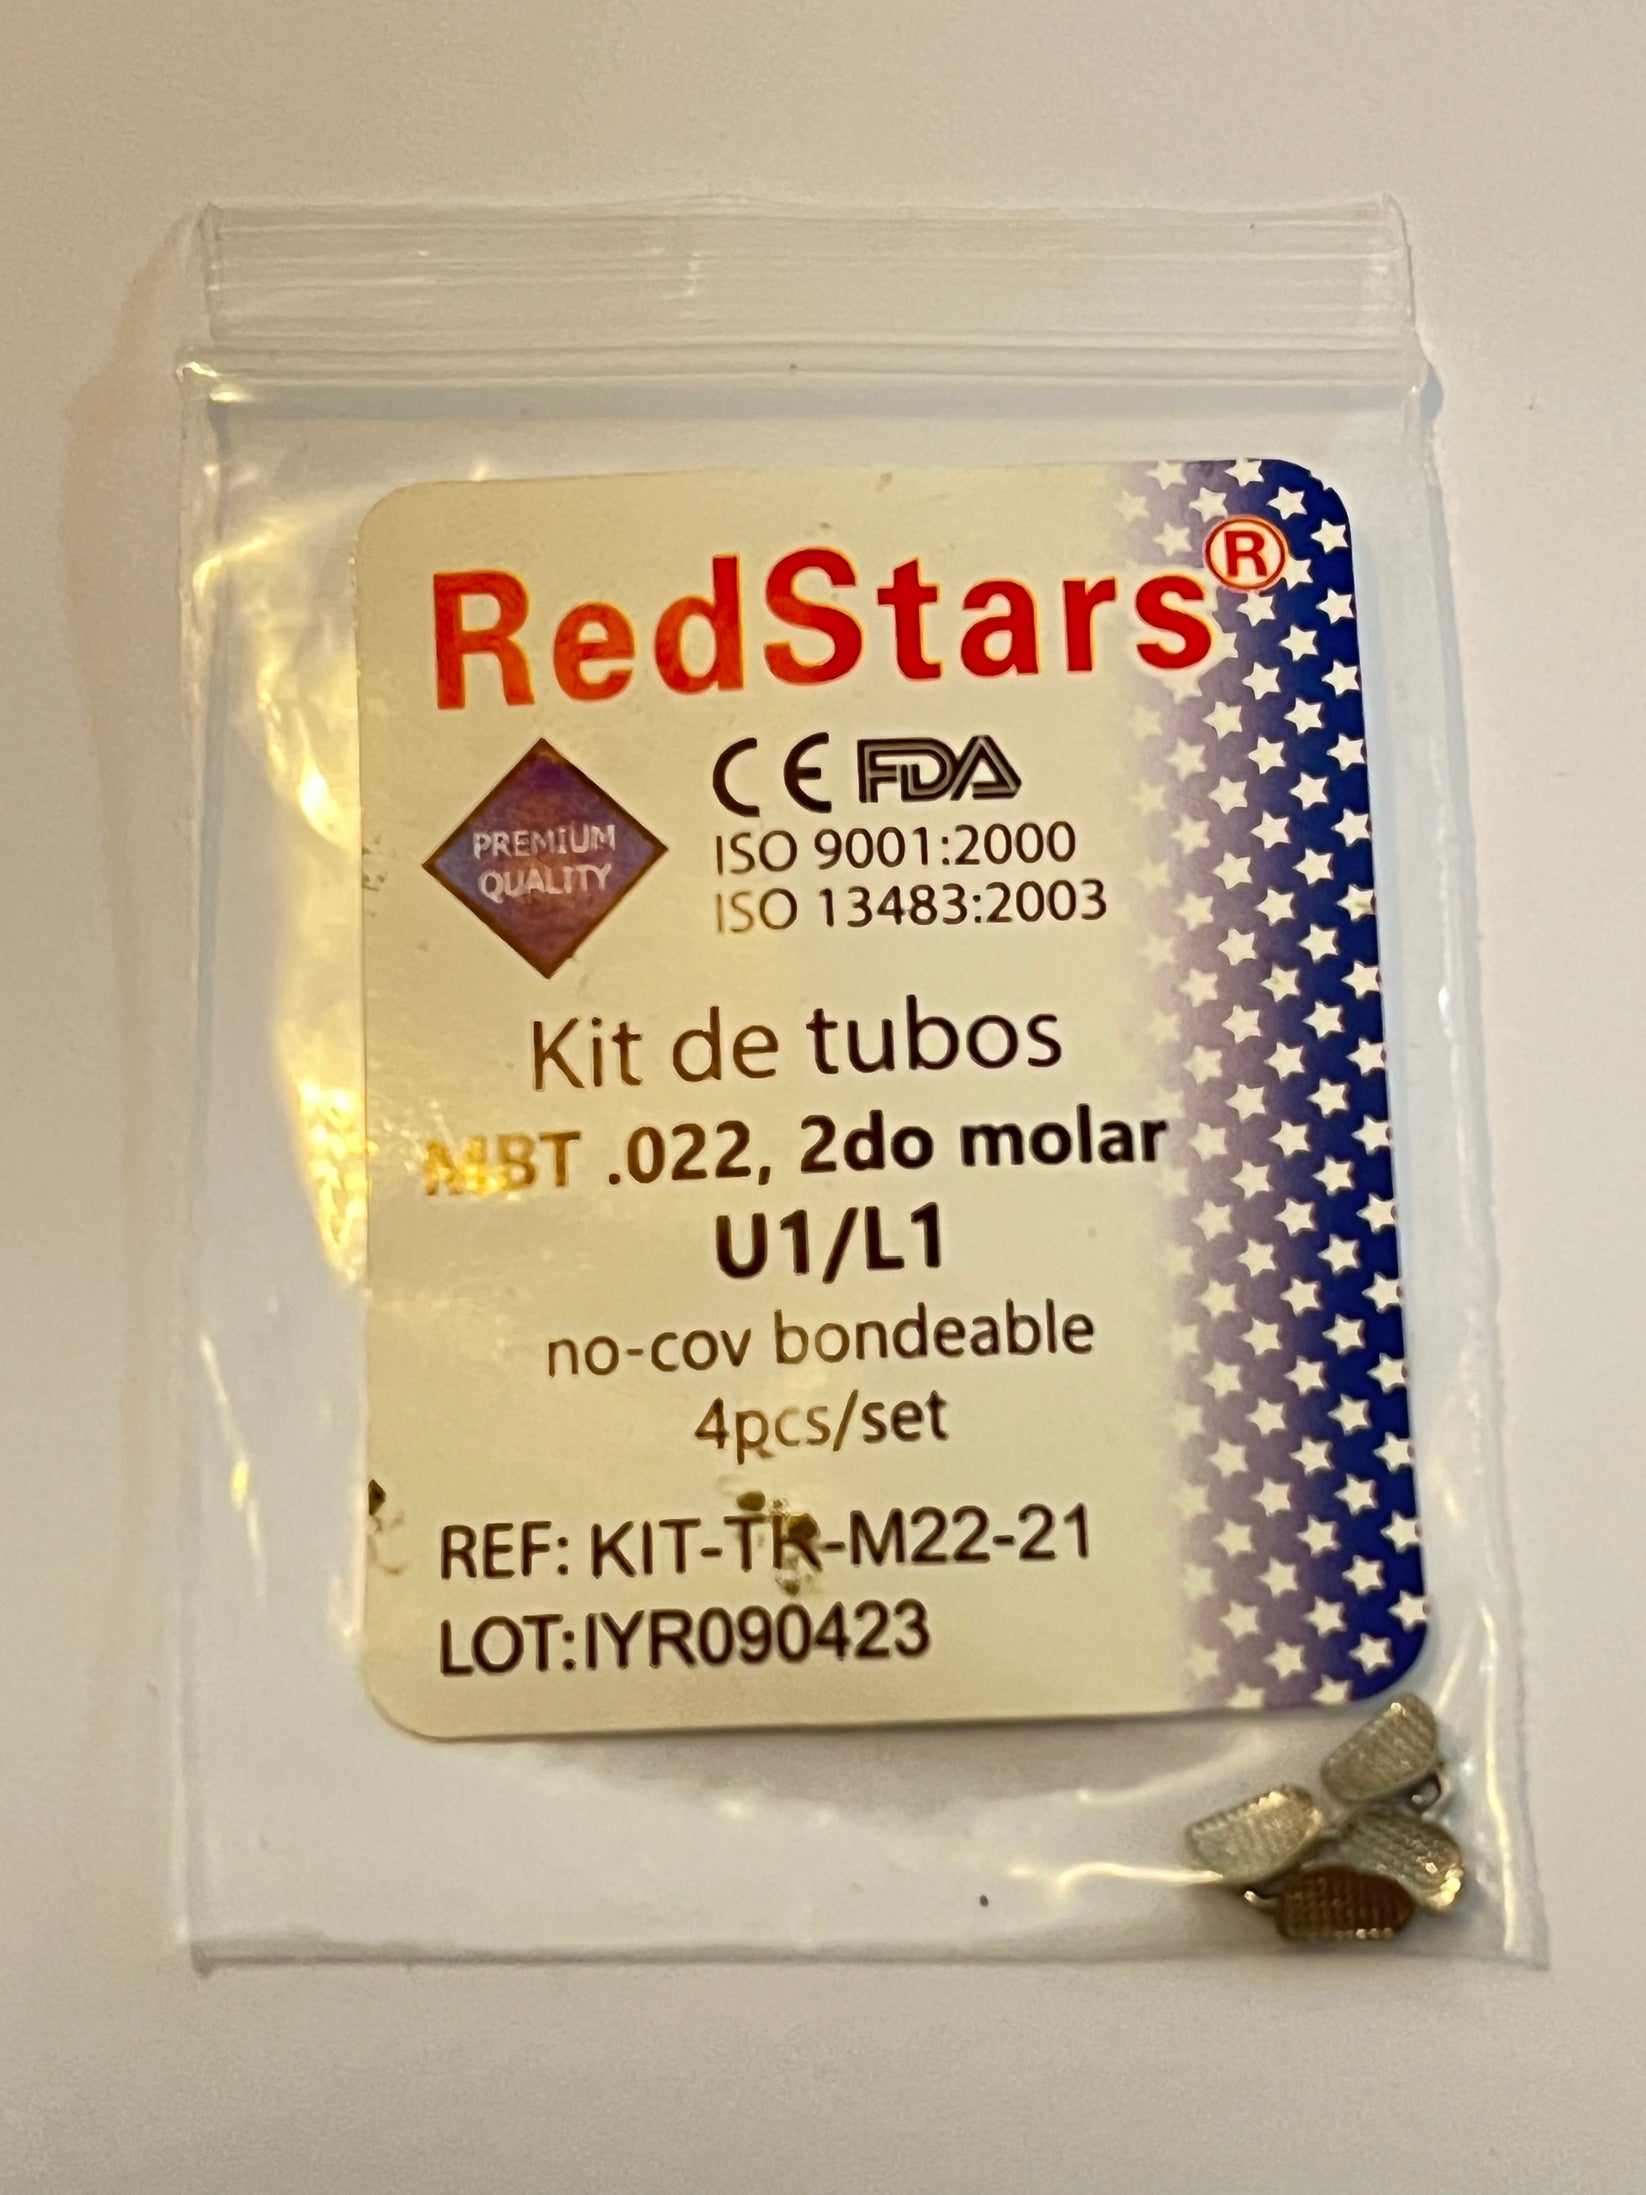 RedStars®
PREMIUM
QUALITY
CE FDA
ISO 9001:2000
ISO 13483:2003
Kit de tubos
MBT .022, 2do molar
U1/L1
no-cov bondeable
4pcs/set
REF: KIT-TK-M22-21
LOT:IYR090423